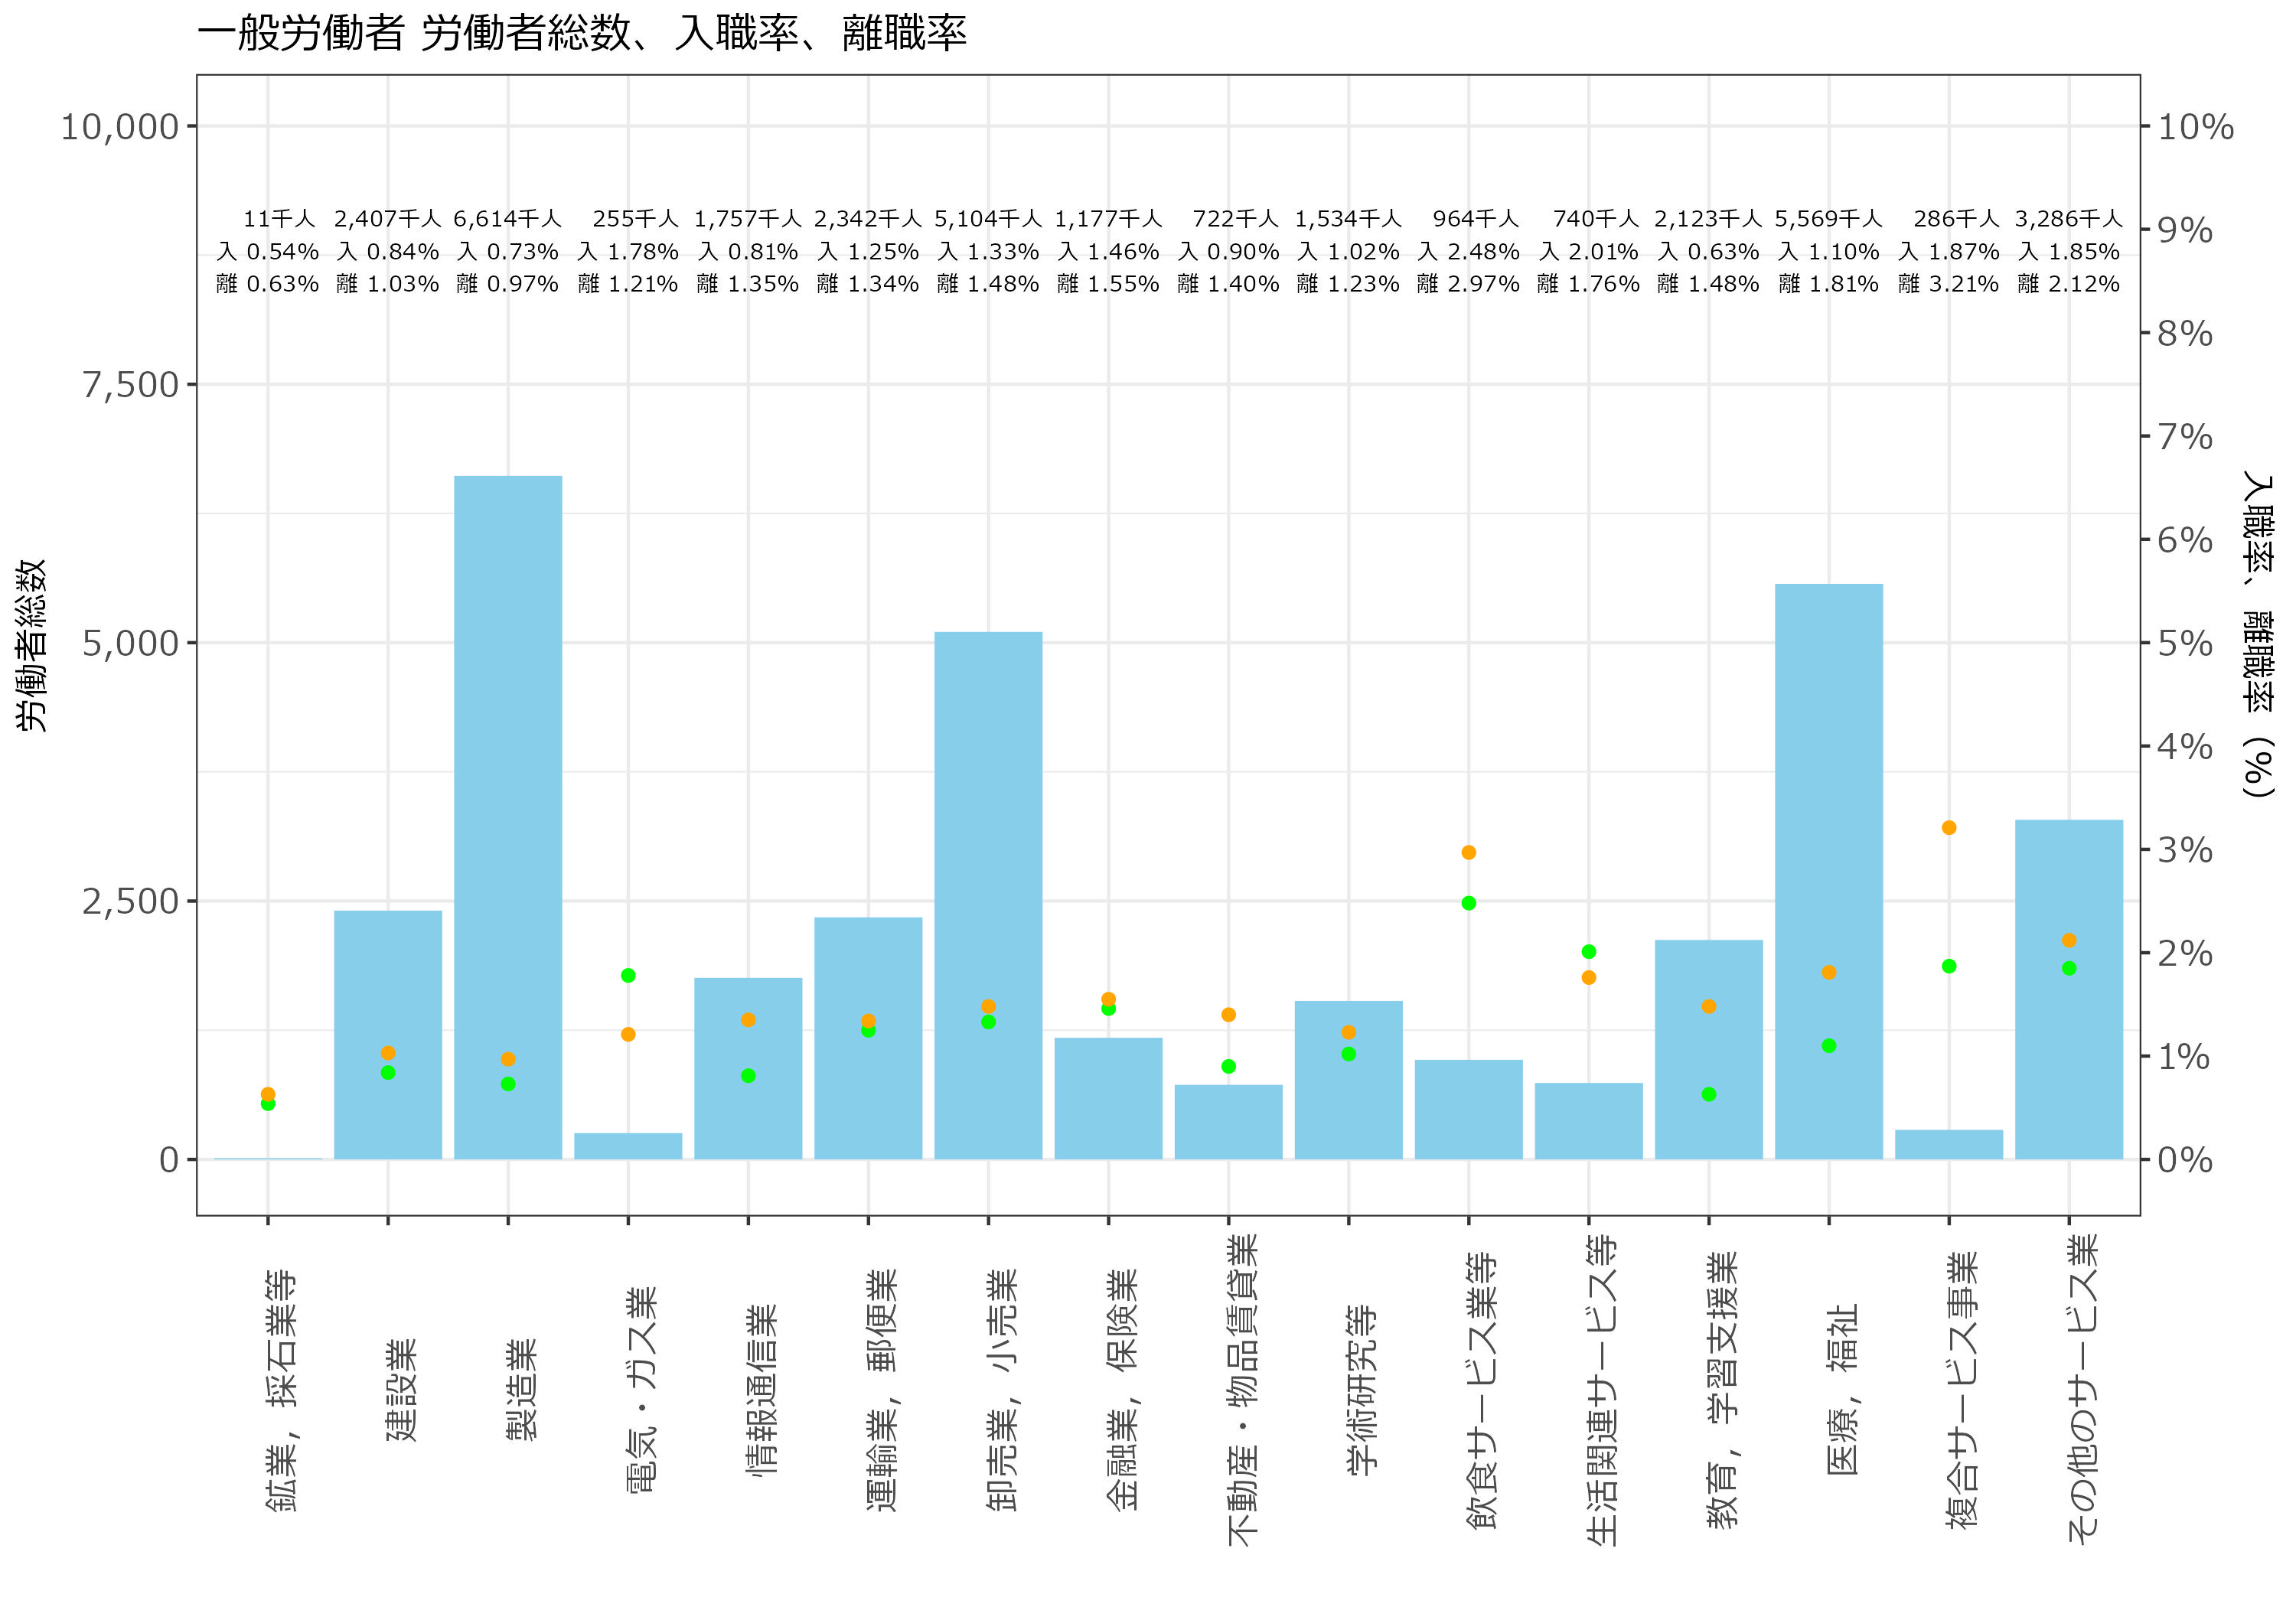 一般労働者 労働者総数、入職率、離職率
労働者総数
10,000
7,500
5,000
2,500
0
11千人
入 0.54%
離 0.63%
2,407千人
入 0.84%
離 1.03%
6,614千人
入 0.73%
離 0.97%
255千人
入 1.78%
離 1.21%
1,757千人
入 0.81%
離 1.35%
2,342千人
入 1.25%
離 1.34%
5,104千人
入 1.33%
離 1.48%
1,177千人
入 1.46%
離 1.55%
722千人
入 0.90%
離 1.40%
1,534千人
入 1.02%
離 1.23%
964千人
入 2.48%
離 2.97%
740千人
入 2.01%
離 1.76%
2,123千人
入 0.63%
離 1.48%
5,569千人
入 1.10%
離 1.81%
286千人
入 1.87%
離 3.21%
3,286千人
入 1.85%
離 2.12%
10%
9%
8%
7%
6%
5%
4%
3%
2%
1%
0%
入職率、離職率（%）
鉱業，採石業等
建設業
製造業
電気・ガス業
情報通信業
運輸業，郵便業
卸売業，小売業
金融業，保険業
不動産・物品賃貸業
学術研究等
飲食サービス業等
生活関連サービス等
教育，学習支援業
医療，福祉
複合サービス事業
その他のサービス業